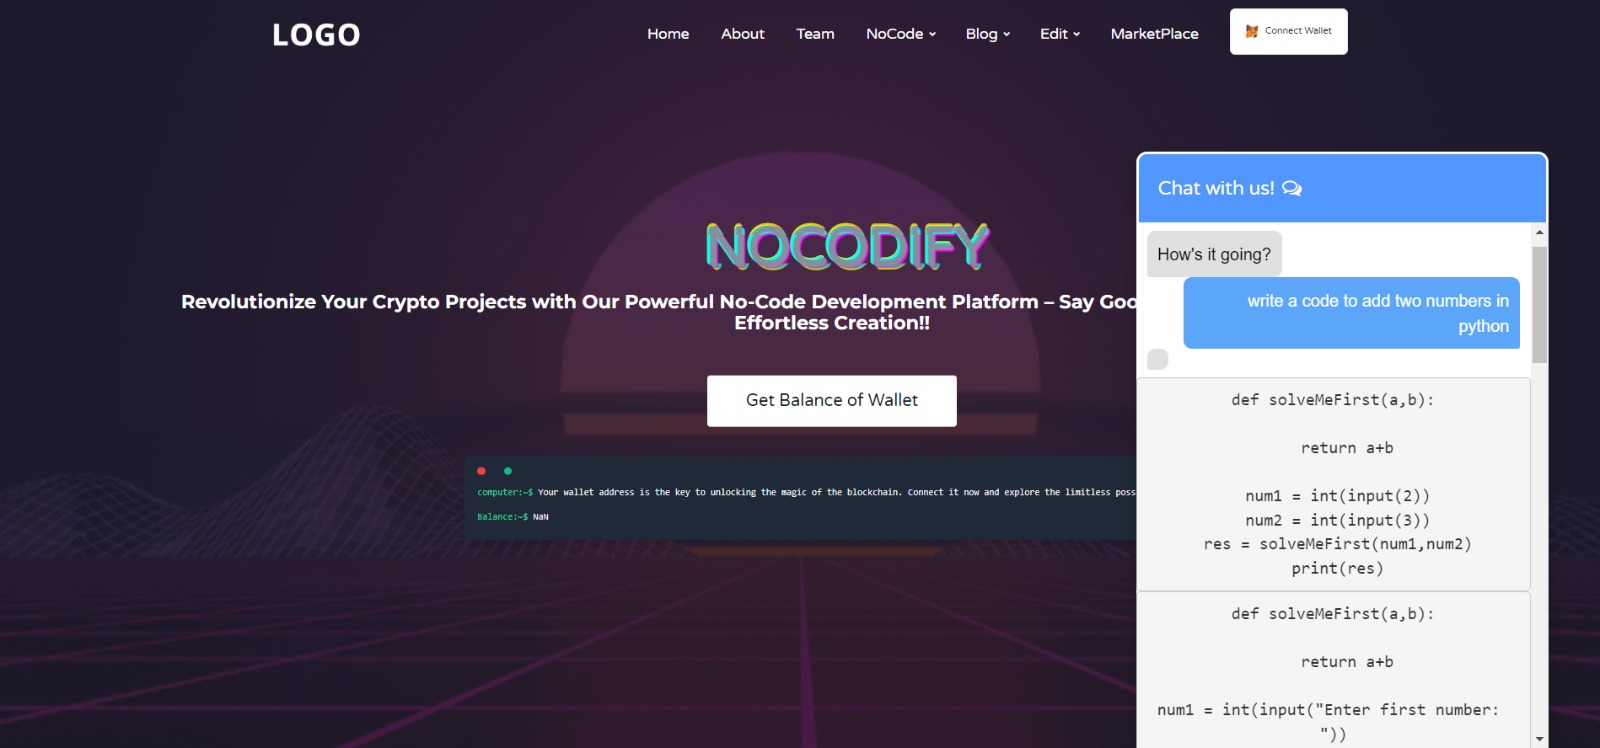 LOGO
Home About Team NoCode Blog Edit MarketPlace Connect Wallet
NOCODIFY
Revolutionize Your Crypto Projects with Our Powerful No-Code Development Platform – Say Goo
Effortless Creation!!
Get Balance of Wallet
computer:~$ Your wallet address is the key to unlocking the magic of the blockchain. Connect it now and explore the limitless poss
Balance:~$ NaN
Chat with us!
How's it going?
write a code to add two numbers in
python
def solveMeFirst(a,b):
return a+b
num1 = int(input(2))
num2 = int(input(3))
res = solveMeFirst(num1,num2)
print(res)
def solveMeFirst(a,b):
return a+b
num1 = int(input("Enter first number:
"))